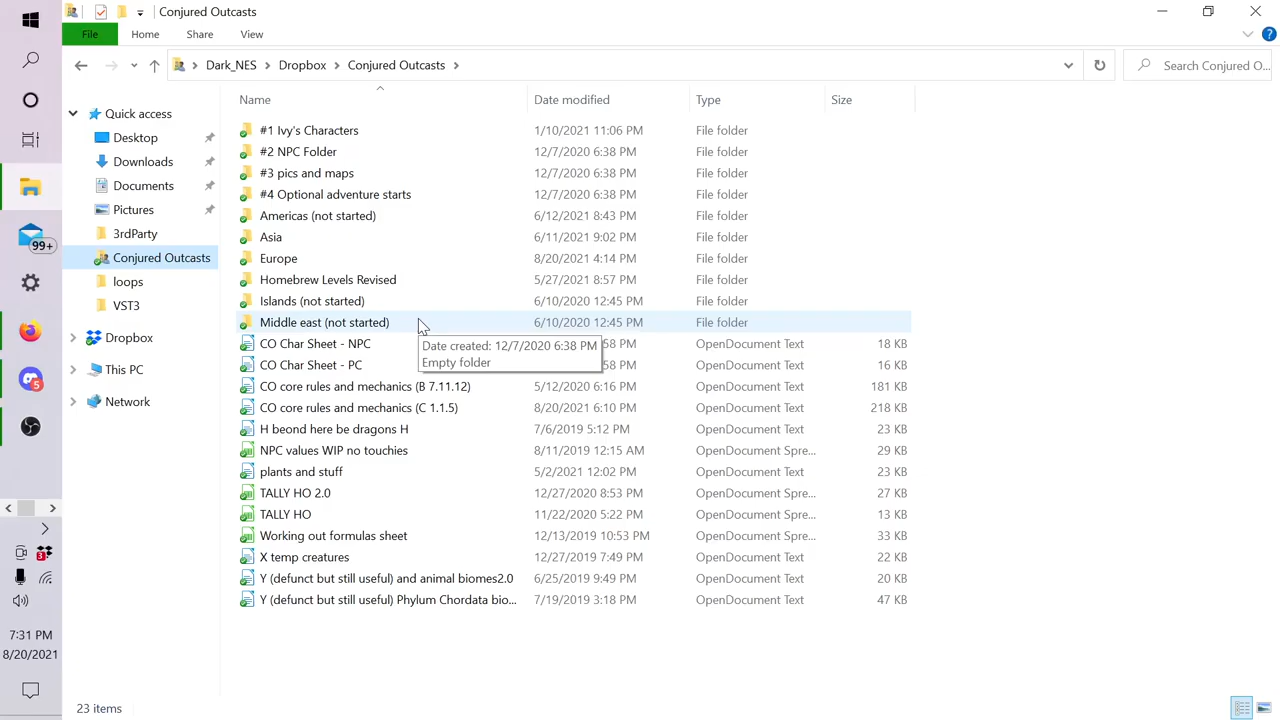 Conjured Outcasts
File Home Share View
Dark_NES Dropbox Conjured Outcasts Search Conjured O...
Name Date modified Type Size
Quick access
Desktop
Downloads
Documents
Pictures
3rdParty
Conjured Outcasts
loops
VST3
Dropbox
This PC
Network
#1 Ivy's Characters 1/10/2021 11:06 PM File folder
#2 NPC Folder 12/7/2020 6:38 PM File folder
#3 pics and maps 12/7/2020 6:38 PM File folder
#4 Optional adventure starts 12/7/2020 6:38 PM File folder
Americas (not started) 6/12/2021 8:43 PM File folder
Asia 6/11/2021 9:02 PM File folder
Europe 8/20/2021 4:14 PM File folder
Homebrew Levels Revised 5/27/2021 8:57 PM File folder
Islands (not started) 6/10/2020 12:45 PM File folder
Middle east (not started) 6/10/2020 12:45 PM File folder
CO Char Sheet - NPC :58 PM OpenDocument Text 18 KB
Date created: 12/7/2020 6:38 PM
Empty folder
CO Char Sheet - PC :58 PM OpenDocument Text 16 KB
CO core rules and mechanics (B 7.11.12) 5/12/2020 6:16 PM OpenDocument Text 181 KB
CO core rules and mechanics (C 1.1.5) 8/20/2021 6:10 PM OpenDocument Text 218 KB
H beond here be dragons H 7/6/2019 5:12 PM OpenDocument Text 23 KB
NPC values WIP no touchies 8/11/2019 12:15 AM OpenDocument Spre... 29 KB
plants and stuff 5/2/2021 12:02 PM OpenDocument Text 23 KB
TALLY HO 2.0 12/27/2020 8:53 PM OpenDocument Spre... 27 KB
TALLY HO 11/22/2020 5:22 PM OpenDocument Spre... 13 KB
Working out formulas sheet 12/13/2019 10:53 PM OpenDocument Spre... 33 KB
X temp creatures 12/27/2019 7:49 PM OpenDocument Text 22 KB
Y (defunct but still useful) and animal biomes2.0 6/25/2019 9:49 PM OpenDocument Text 20 KB
Y (defunct but still useful) Phylum Chordata bio... 7/19/2019 3:18 PM OpenDocument Text 47 KB
99+
5
3
7:31 PM
8/20/2021
23 items